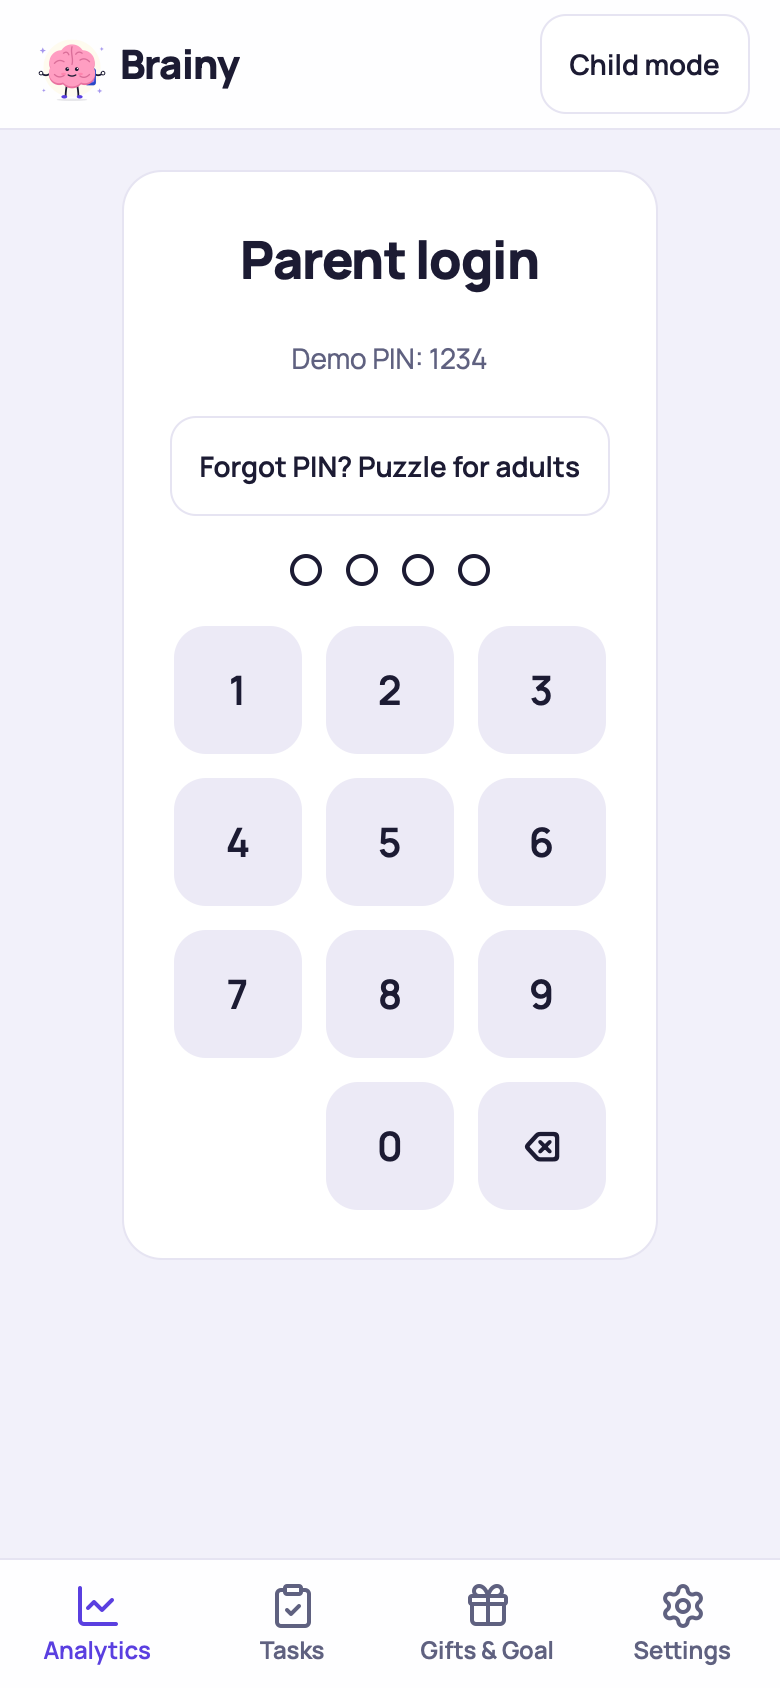 Brainy
Child mode
Parent login
Demo PIN: 1234
Forgot PIN? Puzzle for adults
1 2 3
4 5 6
7 8 9
0
Analytics Tasks Gifts & Goal Settings